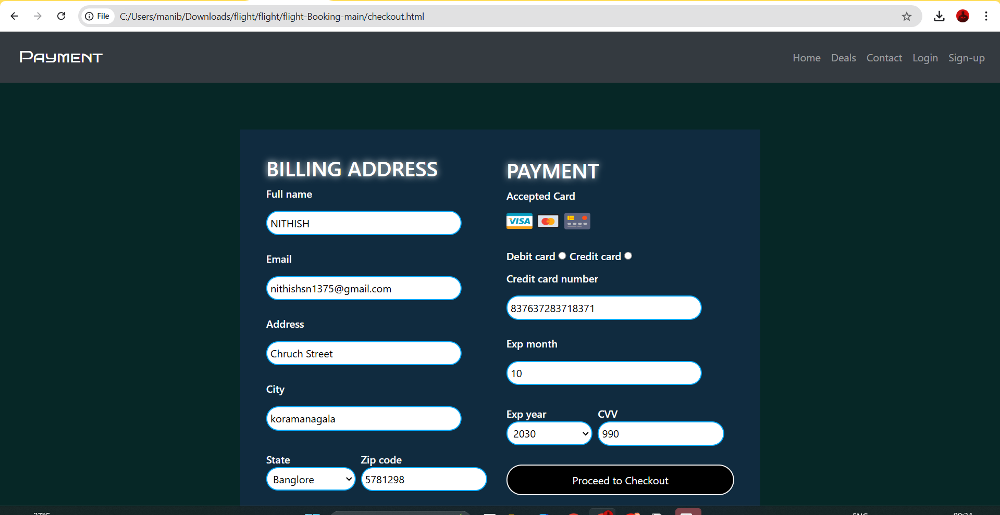 File C:/Users/manib/Downloads/flight/flight/flight-Booking-main/checkout.html
Payment
Home Deals Contact Login Sign-up
BILLING ADDRESS
Full name
NITHISH
Email
nithishsn1375@gmail.com
Address
Chruch Street
City
koramanagala
State Zip code
Banglore 5781298
PAYMENT
Accepted Card
VISA
Debit card Credit card
Credit card number
837637283718371
Exp month
10
Exp year CVV
2030 990
Proceed to Checkout